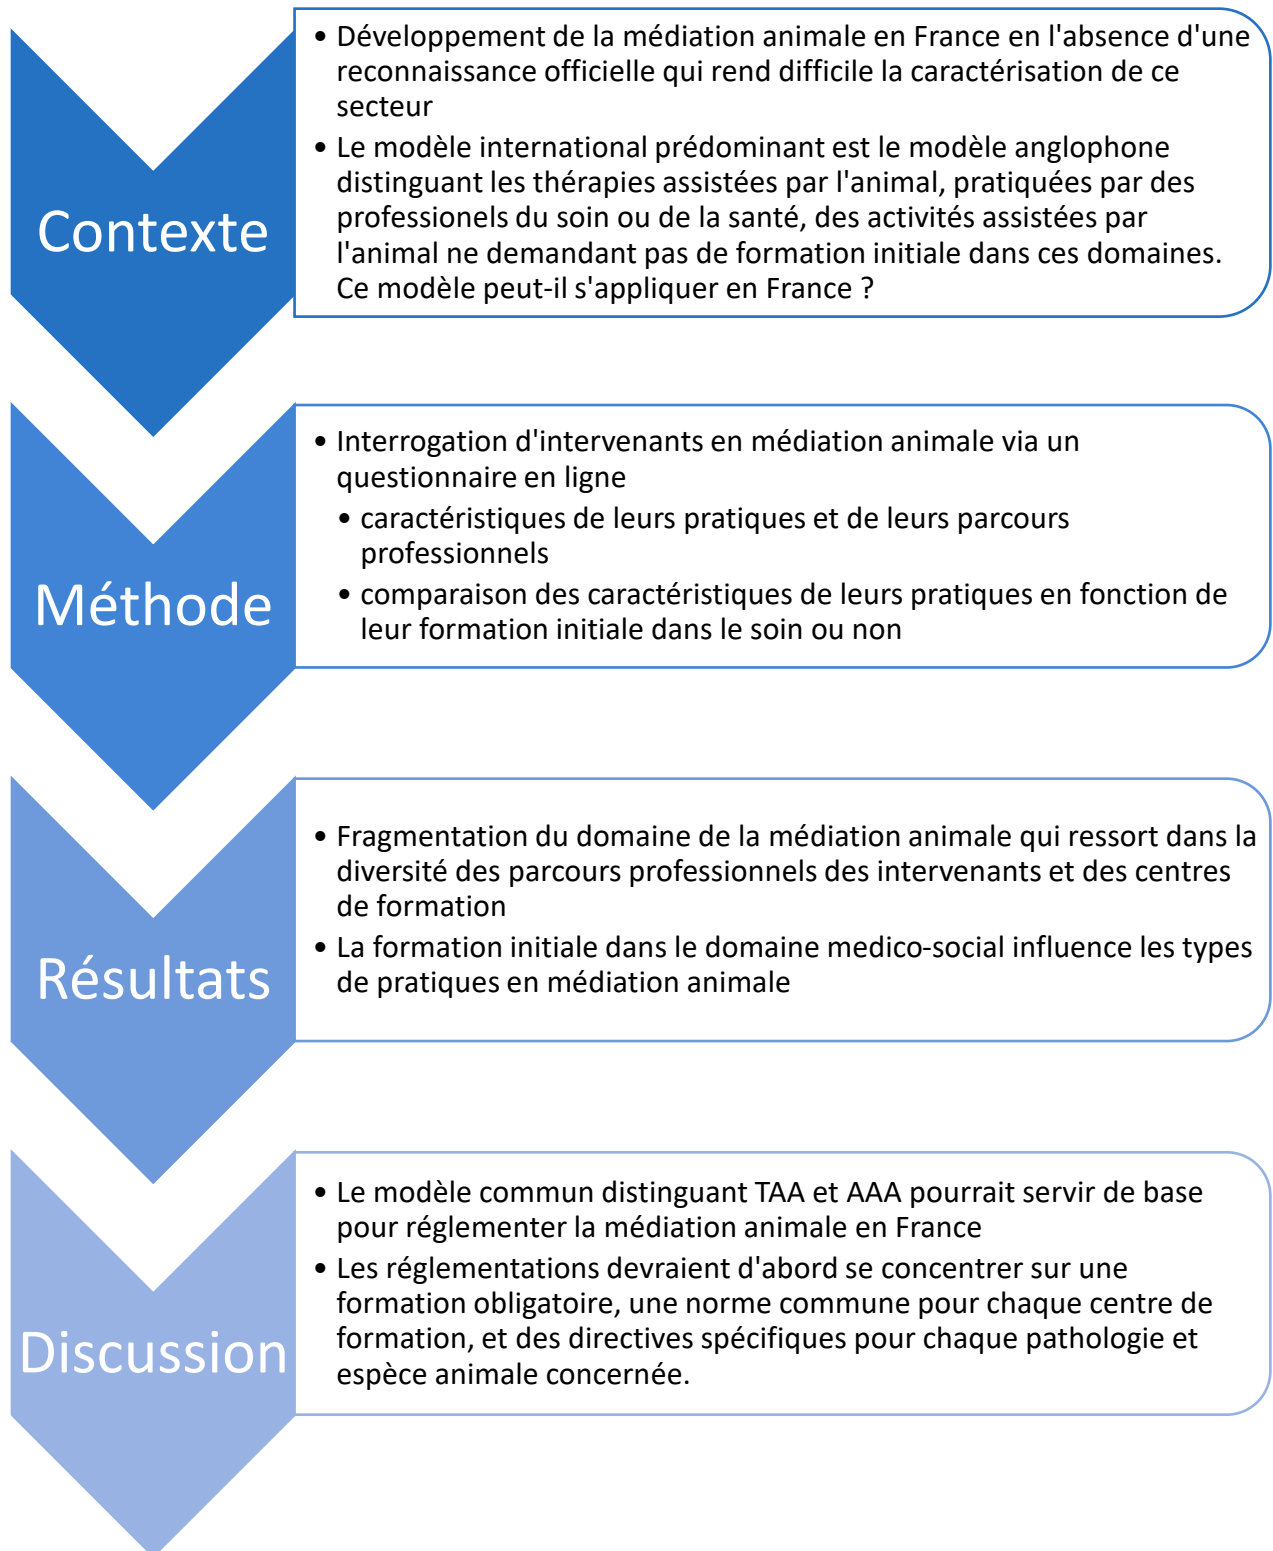 Contexte
• Développement de la médiation animale en France en l'absence d'une
reconnaissance officielle qui rend difficile la caractérisation de ce
secteur
• Le modèle international prédominant est le modèle anglophone
distinguant les thérapies assistées par l'animal, pratiquées par des
professionels du soin ou de la santé, des activités assistées par
l'animal ne demandant pas de formation initiale dans ces domaines.
Ce modèle peut-il s'appliquer en France ?
Méthode
• Interrogation d'intervenants en médiation animale via un
questionnaire en ligne
• caractéristiques de leurs pratiques et de leurs parcours
professionnels
• comparaison des caractéristiques de leurs pratiques en fonction de
leur formation initiale dans le soin ou non
Résultats
• Fragmentation du domaine de la médiation animale qui ressort dans la
diversité des parcours professionnels des intervenants et des centres
de formation
• La formation initiale dans le domaine medico-social influence les types
de pratiques en médiation animale
Discussion
• Le modèle commun distinguant TAA et AAA pourrait servir de base
pour réglementer la médiation animale en France
• Les réglementations devraient d'abord se concentrer sur une
formation obligatoire, une norme commune pour chaque centre de
formation, et des directives spécifiques pour chaque pathologie et
espèce animale concernée.